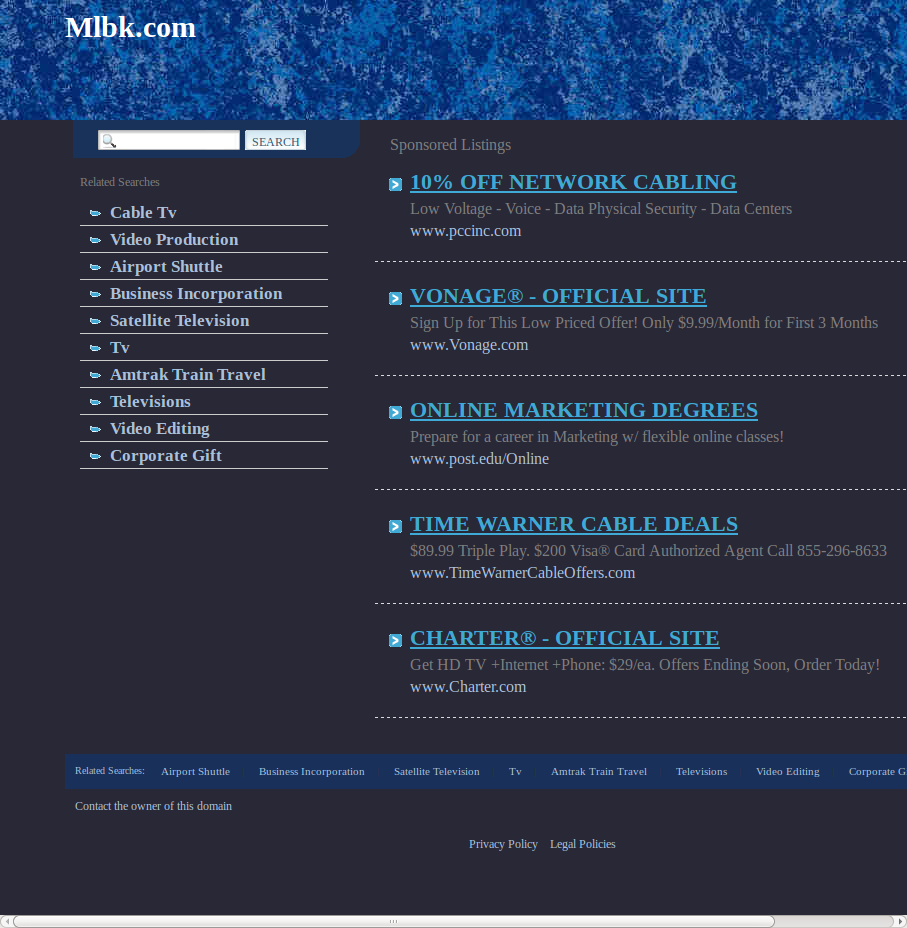 Mlbk.com
SEARCH
Related Searches
Cable Tv
Video Production
Airport Shuttle
Business Incorporation
Satellite Television
Tv
Amtrak Train Travel
Televisions
Video Editing
Corporate Gift
Sponsored Listings
10% OFF NETWORK CABLING
Low Voltage - Voice - Data Physical Security - Data Centers
www.pccinc.com
VONAGE® - OFFICIAL SITE
Sign Up for This Low Priced Offer! Only $9.99/Month for First 3 Months
www.Vonage.com
ONLINE MARKETING DEGREES
Prepare for a career in Marketing w/ flexible online classes!
www.post.edu/Online
TIME WARNER CABLE DEALS
$89.99 Triple Play. $200 Visa® Card Authorized Agent Call 855-296-8633
www.TimeWarnerCableOffers.com
CHARTER® - OFFICIAL SITE
Get HD TV +Internet +Phone: $29/ea. Offers Ending Soon, Order Today!
www.Charter.com
Related Searches: Airport Shuttle Business Incorporation Satellite Television Tv Amtrak Train Travel Televisions Video Editing Corporate G
Contact the owner of this domain
Privacy Policy Legal Policies